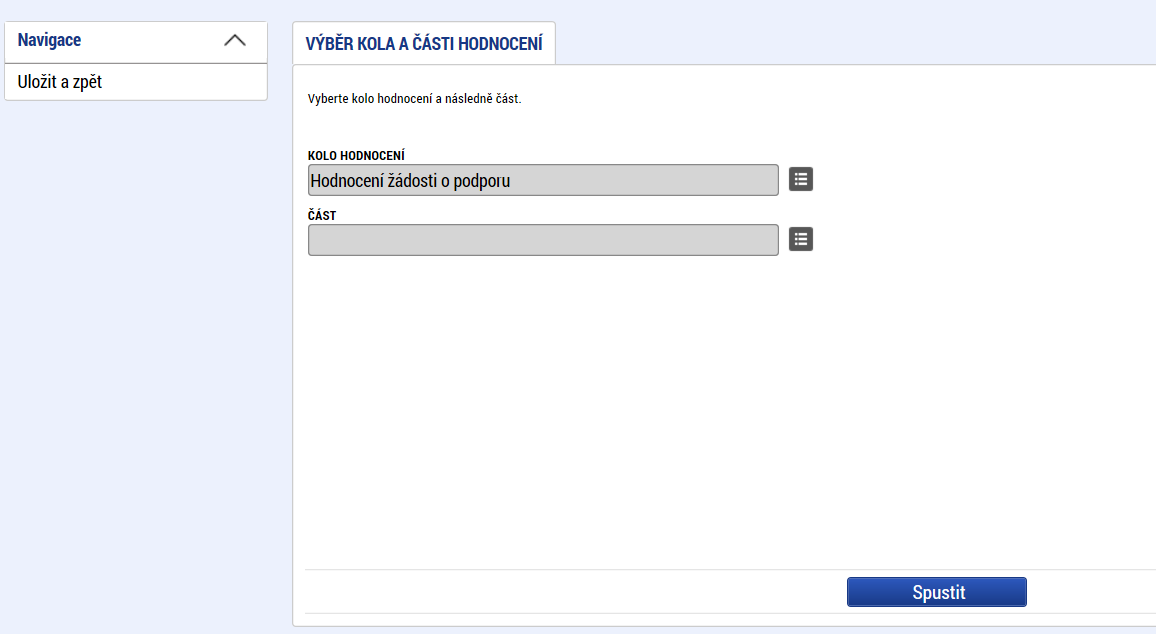 Navigace
Uložit a zpět
VÝBĚR KOLA A ČÁSTI HODNOCENÍ
Vyberte kolo hodnocení a následně část.
KOLO HODNOCENÍ
Hodnocení žádosti o podporu
ČÁST
Spustit